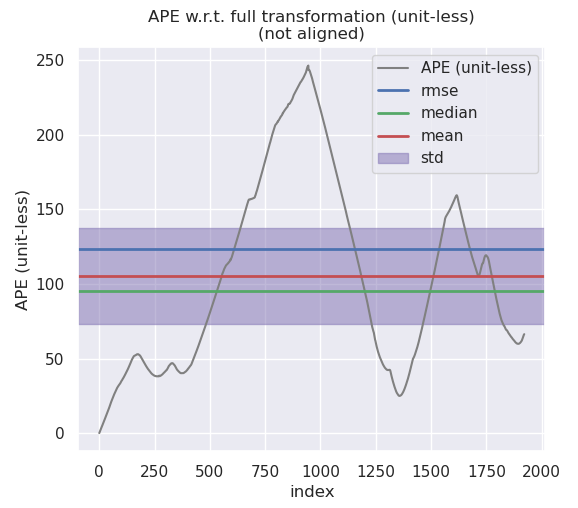 APE w.r.t. full transformation (unit-less)
(not aligned)
250
200
150
100
50
0
APE (unit-less)
APE (unit-less)
rmse
median
mean
std
0 250 500 750 1000 1250 1500 1750 2000
index